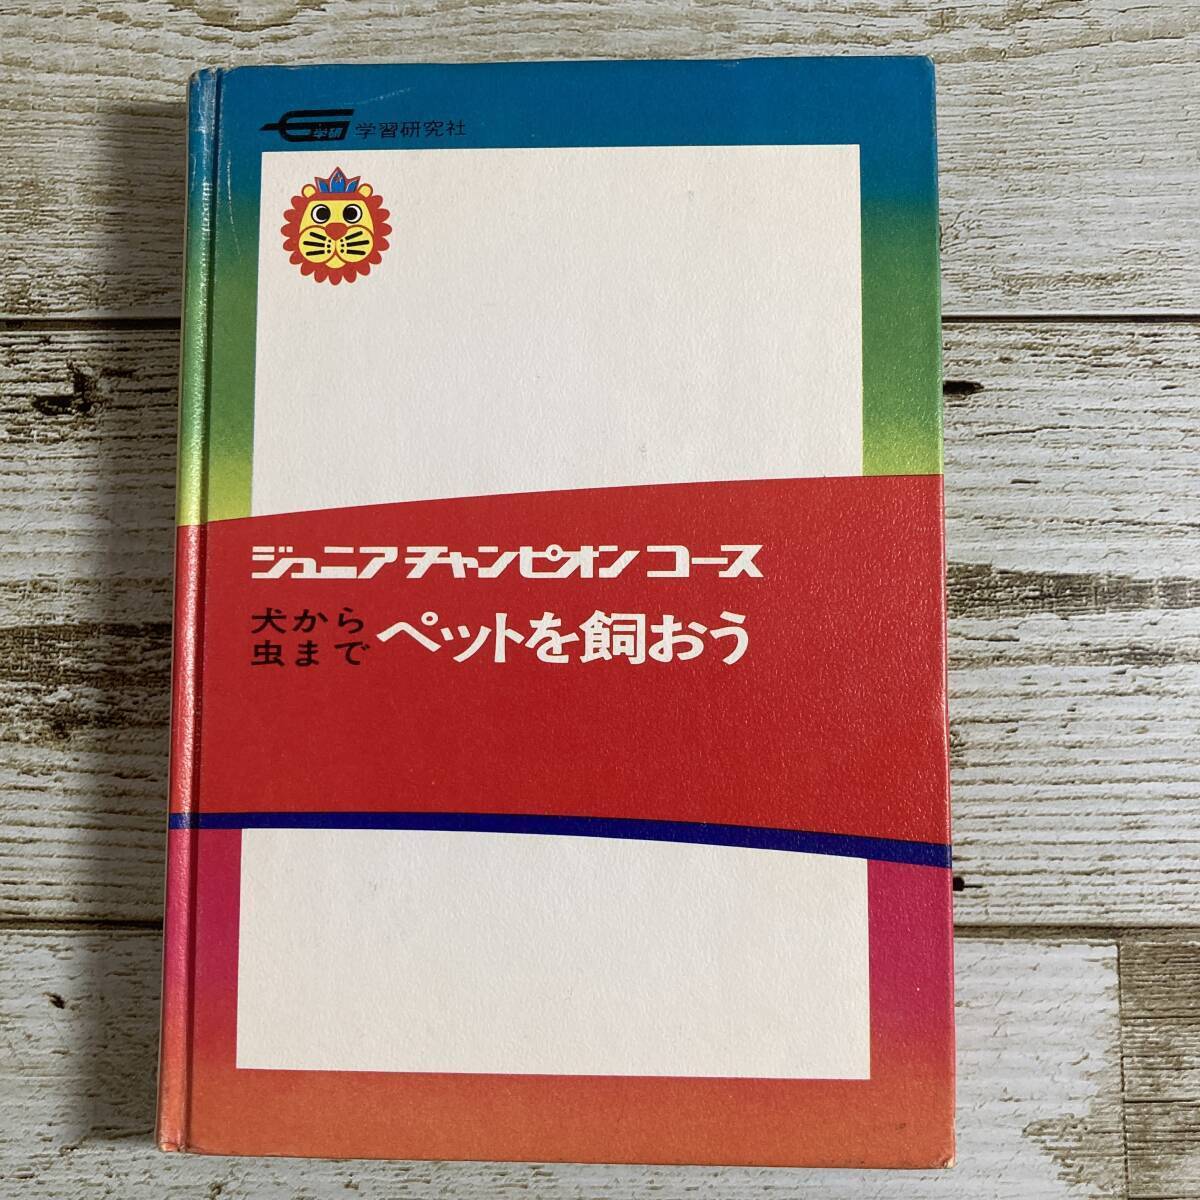 学研 学習研究社
ジュニアチャンピオン コース
犬から
虫まで
ペットを飼おう